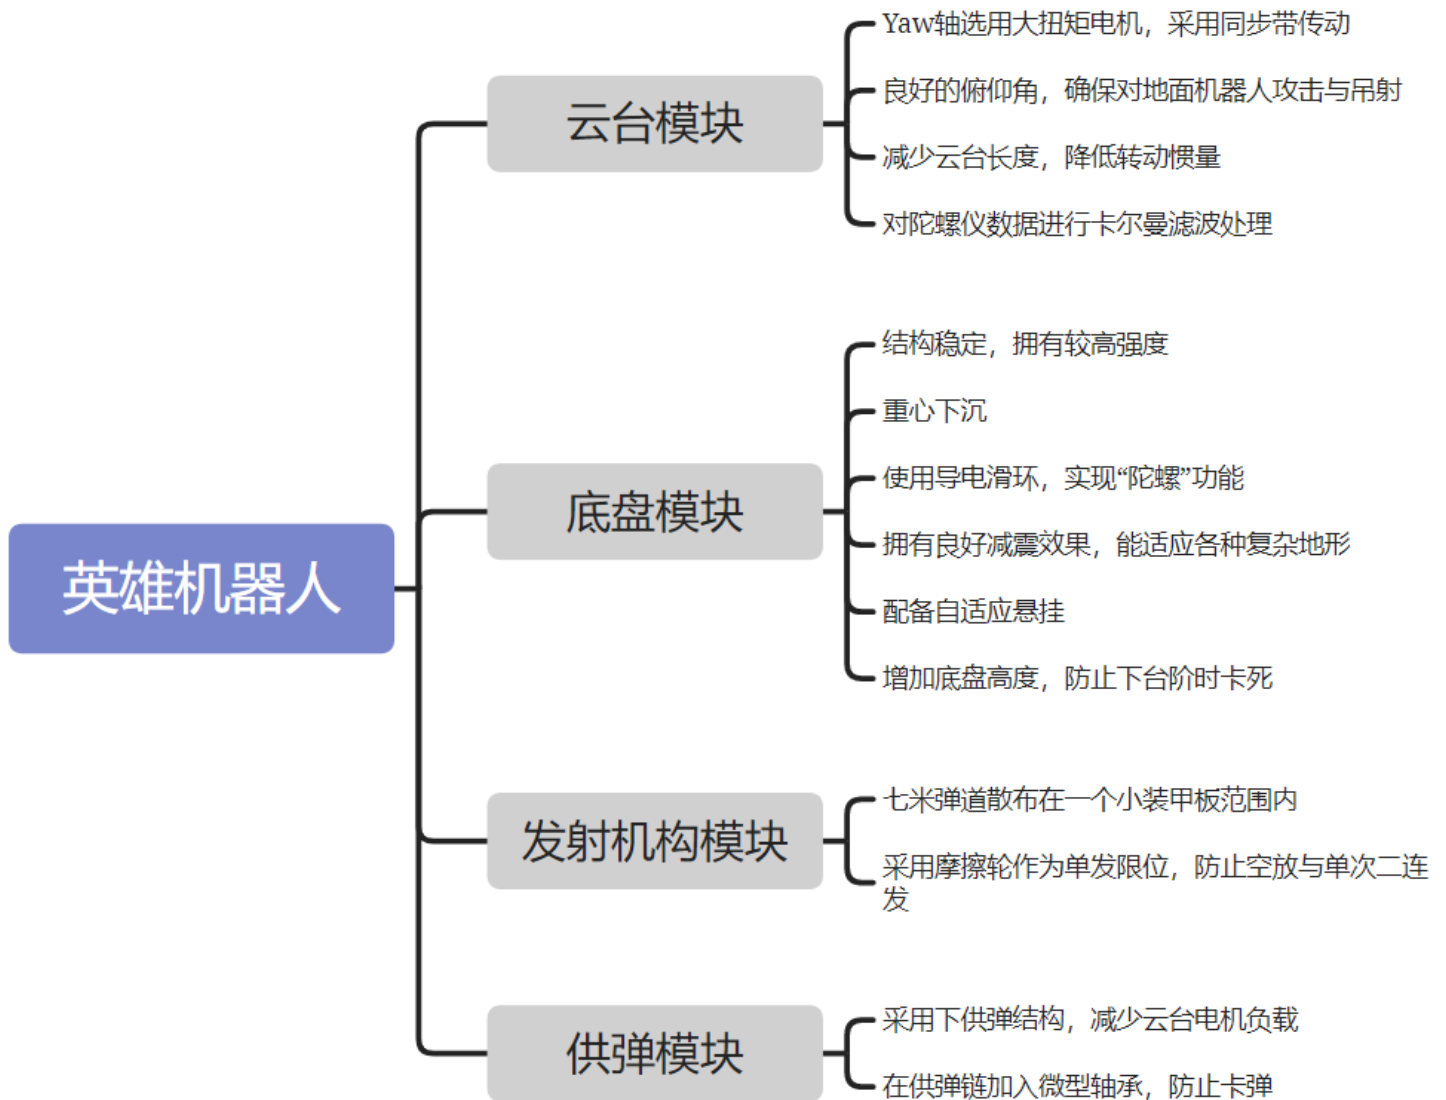 英雄机器人
云台模块
Yaw轴选用大扭矩电机，采用同步带传动
良好的俯仰角，确保对地面机器人攻击与吊射
减少云台长度，降低转动惯量
对陀螺仪数据进行卡尔曼滤波处理
底盘模块
结构稳定，拥有较高强度
重心下沉
使用导电滑环，实现“陀螺”功能
拥有良好减震效果，能适应各种复杂地形
配备自适应悬挂
增加底盘高度，防止下台阶时卡死
发射机构模块
七米弹道散布在一个小装甲板范围内
采用摩擦轮作为单发限位，防止空放与单次二连
发
供弹模块
采用下供弹结构，减少云台电机负载
在供弹链加入微型轴承，防止卡弹